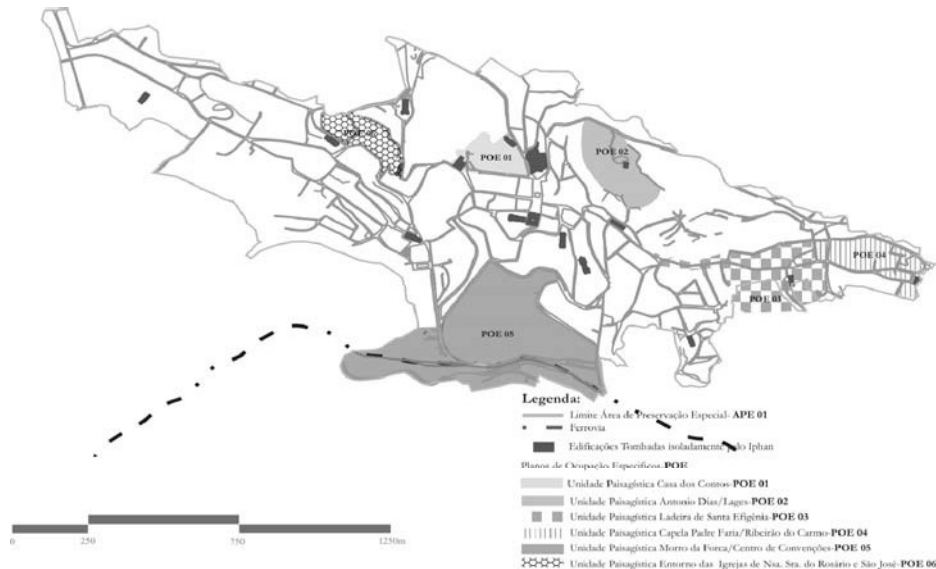 POE 06
POE 01
POE 02
POE 04
POE 03
POE 05
Legenda:
Limite Área de Preservação Especial- APE 01
Ferrovia
Edificações Tombadas isoladamente pelo Iphan
Planos de Ocupação Específicos-POE
Unidade Paisagística Casa dos Contos-POE 01
Unidade Paisagística Antonio Dias/Lages-POE 02
Unidade Paisagística Ladeira de Santa Efigênia-POE 03
Unidade Paisagística Capela Padre Faria/Ribeirão do Carmo-POE 04
Unidade Paisagística Morro da Forca/Centro de Convenções-POE 05
Unidade Paisagística Entorno das Igrejas de Nsa. Sra. do Rosário e São José-POE 06
0 250 750 1250m